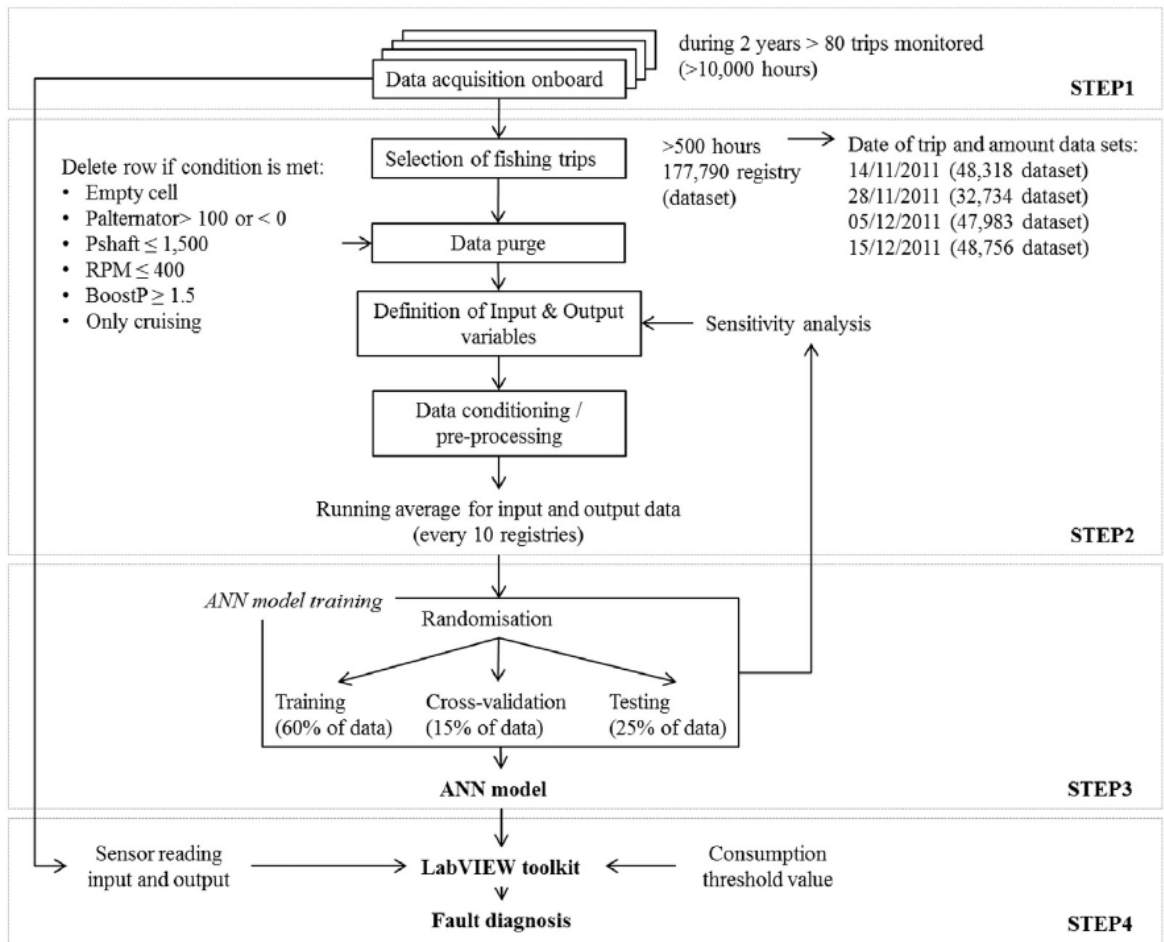 during 2 years > 80 trips monitored
(>10,000 hours)
Data acquisition onboard
STEP1
Selection of fishing trips
>500 hours
177,790 registry
(dataset)
Date of trip and amount data sets:
14/11/2011 (48,318 dataset)
28/11/2011 (32,734 dataset)
05/12/2011 (47,983 dataset)
15/12/2011 (48,756 dataset)
Delete row if condition is met:
• Empty cell
• Palternator> 100 or < 0
• Pshaft ≤ 1,500
• RPM ≤ 400
• BoostP ≥ 1.5
• Only cruising
Data purge
Definition of Input & Output
variables
Sensitivity analysis
Data conditioning /
pre-processing
Running average for input and output data
(every 10 registries)
STEP2
ANN model training
Randomisation
Training
(60% of data)
Cross-validation
(15% of data)
Testing
(25% of data)
ANN model
STEP3
Sensor reading
input and output
LabVIEW toolkit
Consumption
threshold value
Fault diagnosis
STEP4